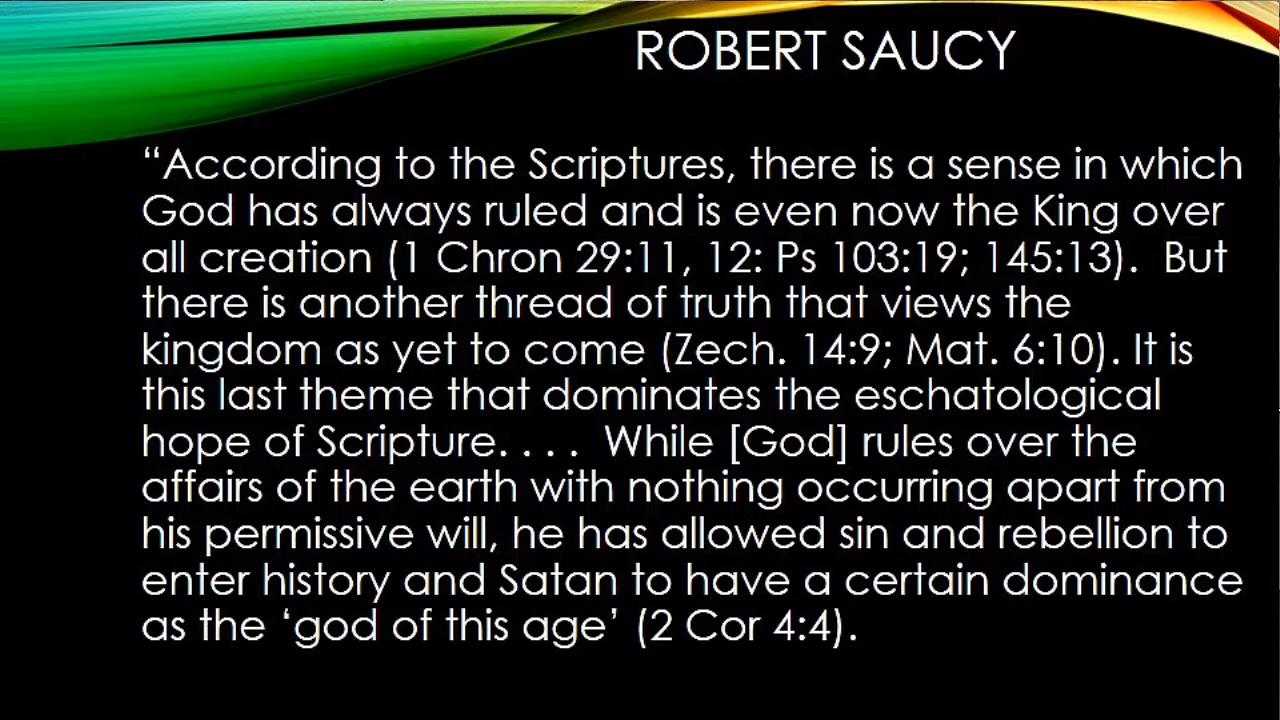 ROBERT SAUCY
“According to the Scriptures, there is a sense in which
God has always ruled and is even now the King over
all creation (1 Chron 29:11, 12: Ps 103:19; 145:13).  But
there is another thread of truth that views the
kingdom as yet to come (Zech. 14:9; Mat. 6:10). It is
this last theme that dominates the eschatological
hope of Scripture. . . .  While [God] rules over the
affairs of the earth with nothing occurring apart from
his permissive will, he has allowed sin and rebellion to
enter history and Satan to have a certain dominance
as the ‘god of this age’ (2 Cor 4:4).